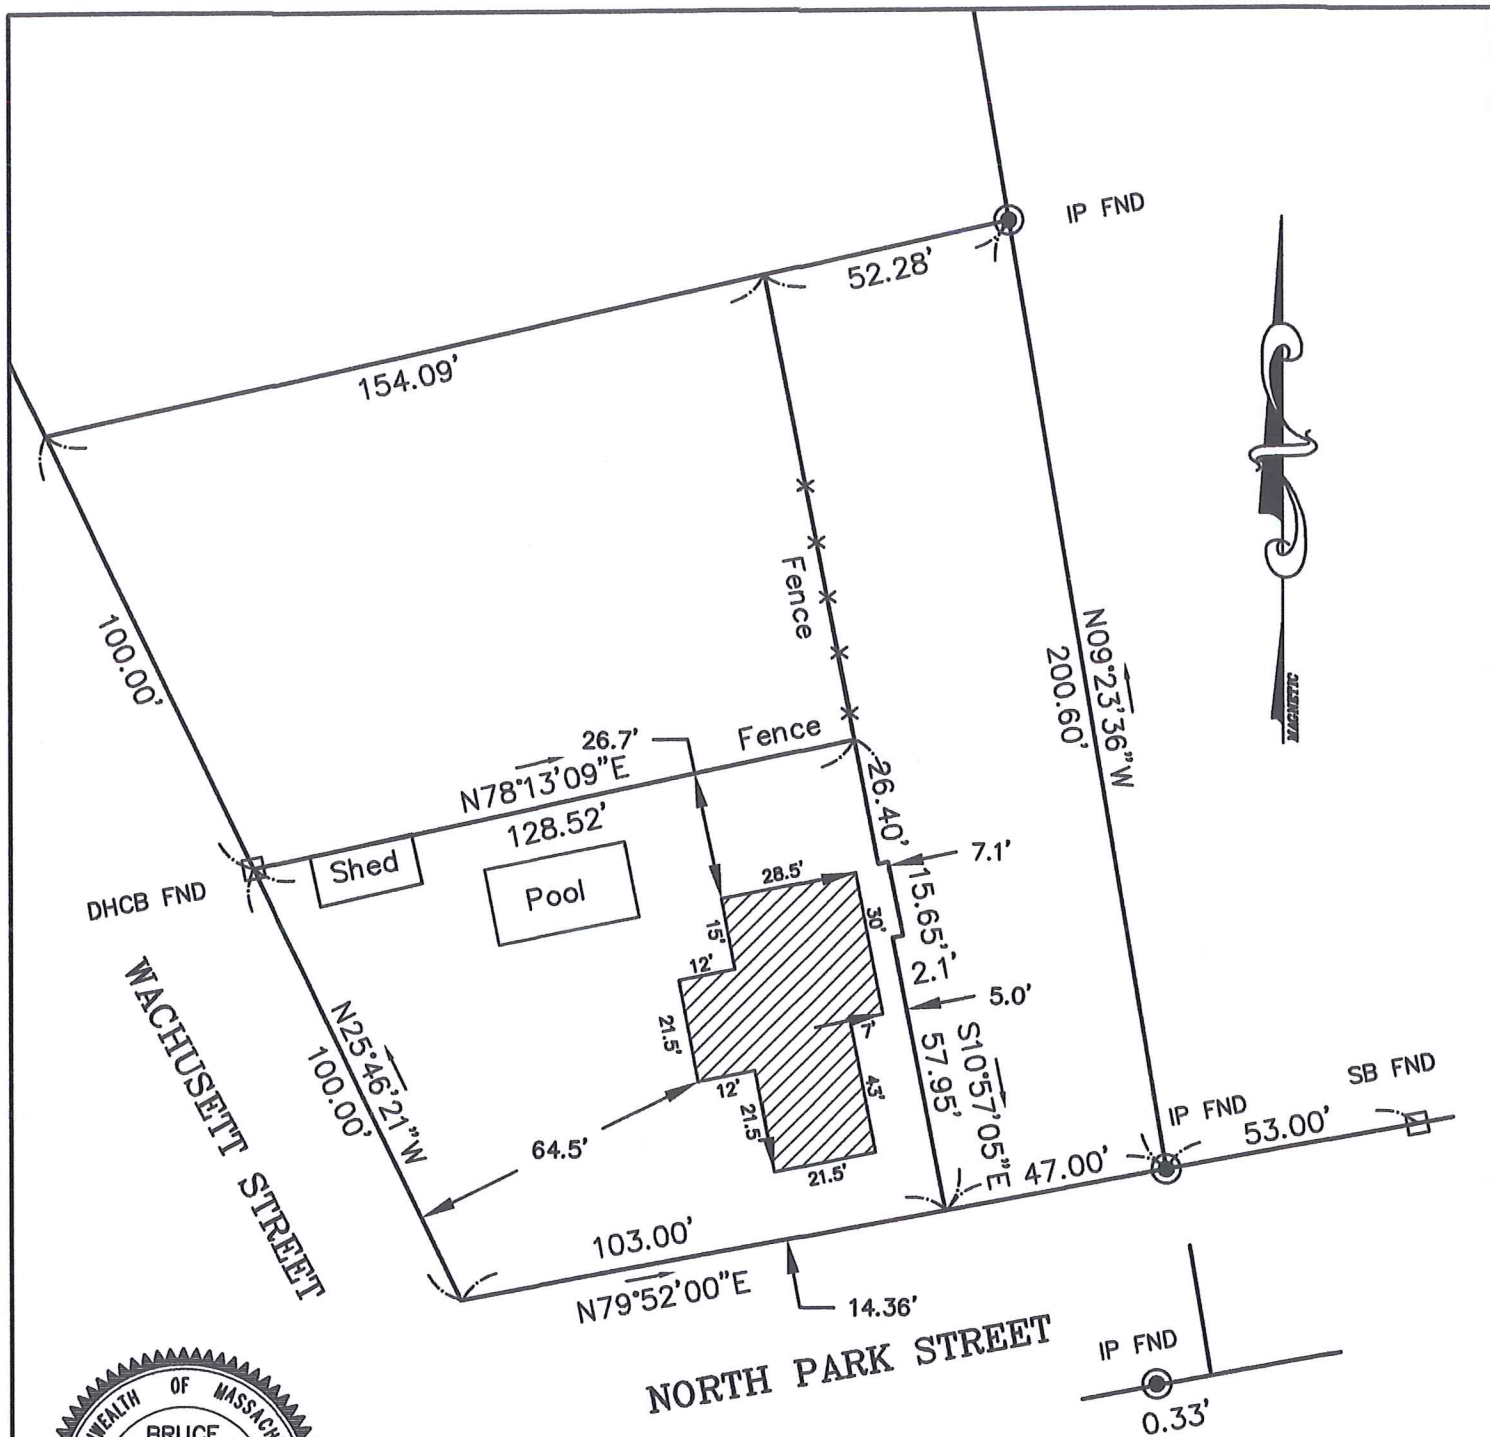 IP FND
52.28'
154.09'
Fence
100.00'
N09°23'36"W
200.60'
MAGNETIC
26.7'
Fence
N78°13'09"E
128.52'
26.40'
7.1'
Shed
Pool
28.5'
15.65'
DHCB FND
15'
30'
12'
2.1'
5.0'
WACHUSETT STREET
N25°46'21"W
100.00'
21.5'
7'
S10°57'05"E
57.95'
12'
21.5'
43'
64.5'
21.5'
SB FND
IP FND
53.00'
47.00'
103.00'
N79°52'00"E
14.36'
NORTH PARK STREET
IP FND
0.33'
WEALTH OF MASSACH
BRUCE